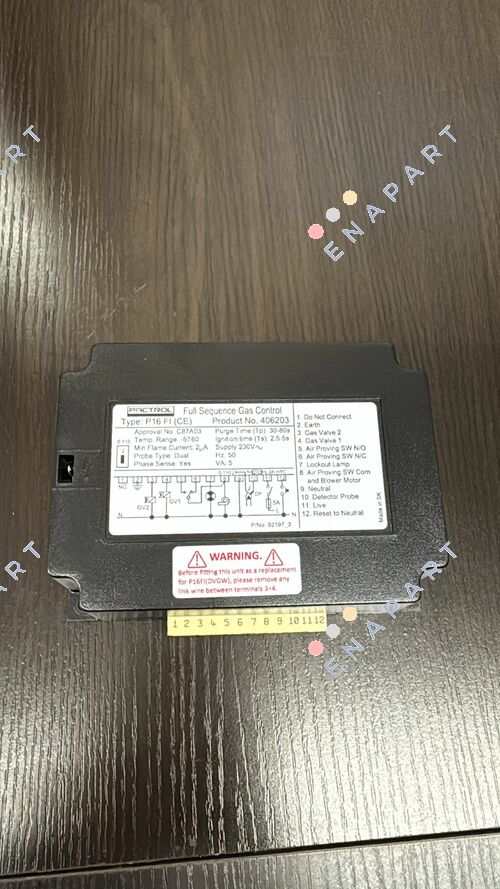 ENAPART
PACTROL Full Sequence Gas Control
Type: P16 FI (CE) Product No. 406203
Approval No: C87A03 Purge Time (Tp): 30-60s
Temp. Range: -5T60 Ignition time (Ts): 2.5-5s
Min Flame Current: 2µA Supply 230V~
Probe Type: Dual Hz: 50
Phase Sense: Yes VA: 5
1 Do Not Connect
2 Earth
3 Gas Valve 2
4 Gas Valve 1
5 Air Proving SW N/O
6 Air Proving SW N/C
7 Lockout Lamp
8 Air Proving SW Com
and Blower Motor
9 Neutral
10 Detector Probe
11 Live
12. Reset to Neutral
NC
GV2
GV1
DP
5A
N
L
N
P/No. 92197_3
Made in SK
WARNING.
Before fitting this unit as a replacement
for P16FI(DVGW), please remove any
link wire between terminals 3-4.
1 2 3 4 5 6 7 8 9 10 11 12
ENAPART